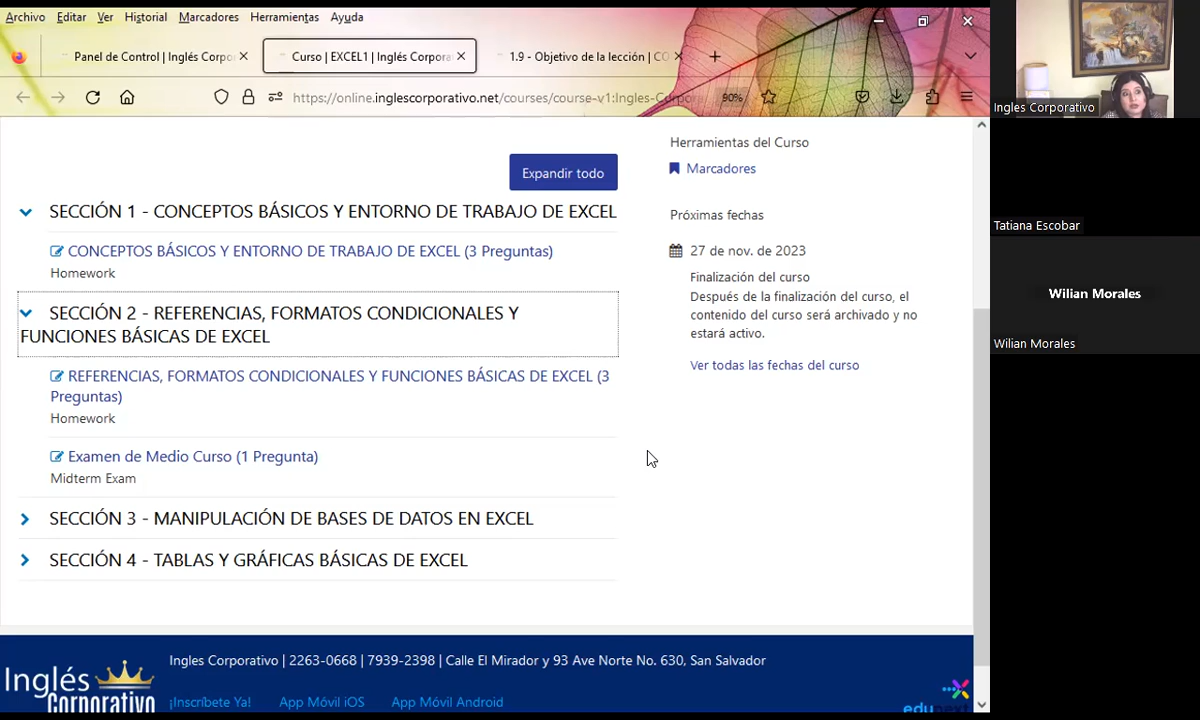 Archivo Editar Ver Historial Marcadores Herramientas Ayuda
Panel de Control | Inglés Corpo
Curso | EXCEL1 | Inglés Corpora
1.9 - Objetivo de la lección | CO
https://online.inglescorporativo.net/courses/course-v1:Ingles-Corpora
90%
Expandir todo
SECCIÓN 1 - CONCEPTOS BÁSICOS Y ENTORNO DE TRABAJO DE EXCEL
CONCEPTOS BÁSICOS Y ENTORNO DE TRABAJO DE EXCEL (3 Preguntas)
Homework
SECCIÓN 2 - REFERENCIAS, FORMATOS CONDICIONALES Y
FUNCIONES BÁSICAS DE EXCEL
REFERENCIAS, FORMATOS CONDICIONALES Y FUNCIONES BÁSICAS DE EXCEL (3
Preguntas)
Homework
Examen de Medio Curso (1 Pregunta)
Midterm Exam
SECCIÓN 3 - MANIPULACIÓN DE BASES DE DATOS EN EXCEL
SECCIÓN 4 - TABLAS Y GRÁFICAS BÁSICAS DE EXCEL
Herramientas del Curso
Marcadores
Próximas fechas
27 de nov. de 2023
Finalización del curso
Después de la finalización del curso, el
contenido del curso será archivado y no
estará activo.
Ver todas las fechas del curso
Inglés
Corporativo
Ingles Corporativo | 2263-0668 | 7939-2398 | Calle El Mirador y 93 Ave Norte No. 630, San Salvador
¡Inscríbete Ya! App Móvil iOS App Móvil Android
edunext
Ingles Corporativo
Tatiana Escobar
Wilian Morales
Wilian Morales